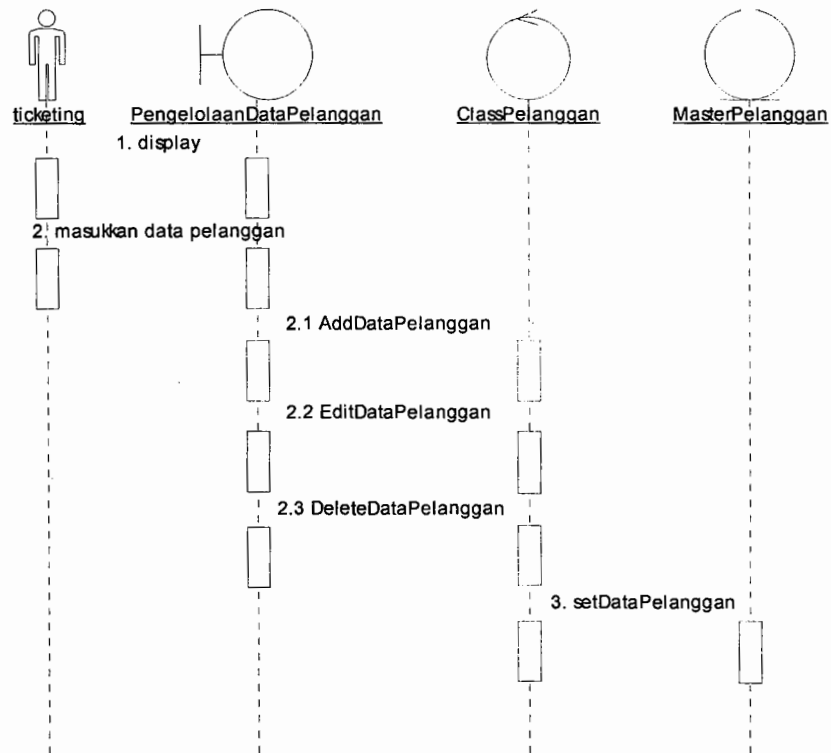 ticketing
PengelolaanDataPelanggan
ClassPelanggan
MasterPelanggan
1. display
2. masukkan data pelanggan
2.1 AddDataPelanggan
2.2 EditDataPelanggan
2.3 DeleteDataPelanggan
3. setDataPelanggan